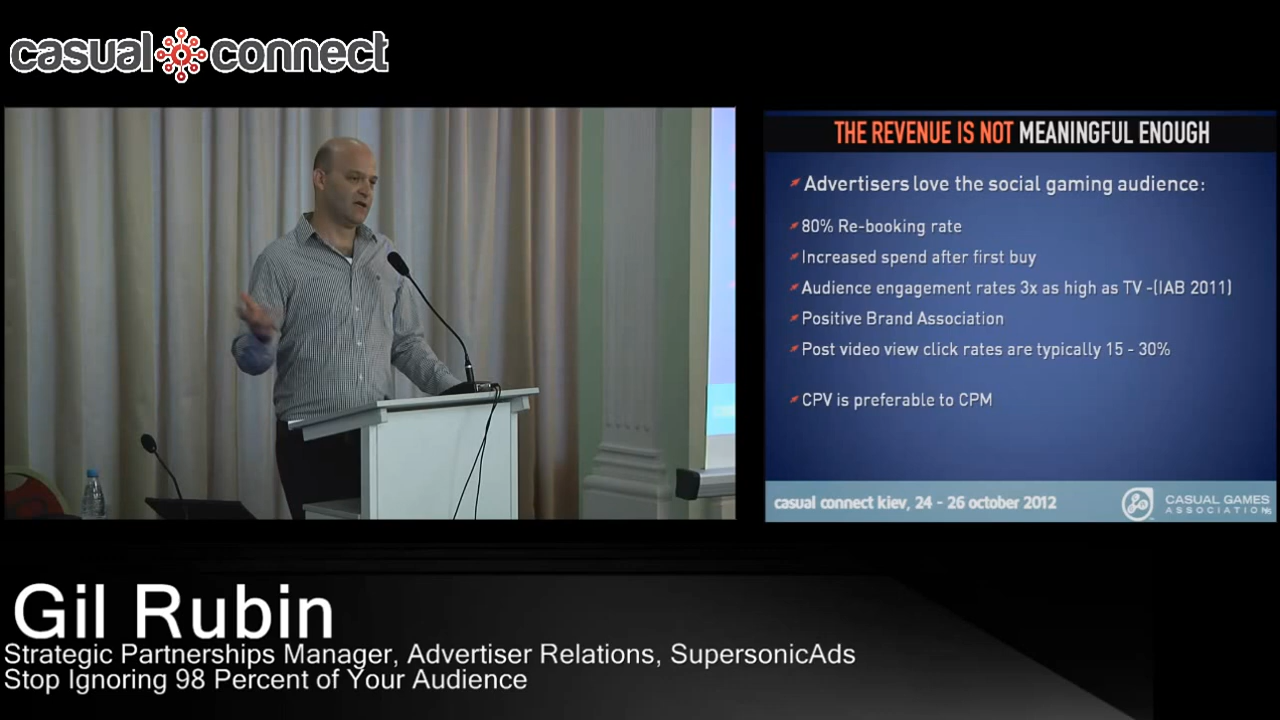 casual connect
THE REVENUE IS NOT MEANINGFUL ENOUGH
Advertisers love the social gaming audience:
80% Re-booking rate
Increased spend after first buy
Audience engagement rates 3x as high as TV -(IAB 2011)
Positive Brand Association
Post video view click rates are typically 15 - 30%
CPV is preferable to CPM
casual connect kiev, 24 - 26 october 2012
CASUAL GAMES
ASSOCIATION
Gil Rubin
Strategic Partnerships Manager, Advertiser Relations, SupersonicAds
Stop Ignoring 98 Percent of Your Audience